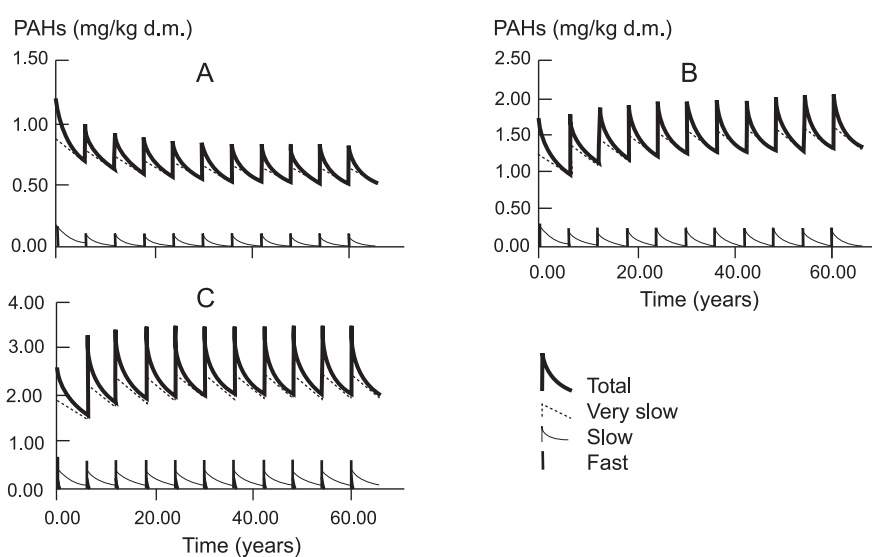 PAHs (mg/kg d.m.)
1.50
1.00
0.50
0.00
A
PAHs (mg/kg d.m.)
2.50
2.00
1.50
1.00
0.50
0.00
B
0.00 20.00 40.00 60.00
Time (years)
C
4.00
3.00
2.00
1.00
0.00
0.00 20.00 40.00 60.00
Time (years)
Total
Very slow
Slow
Fast